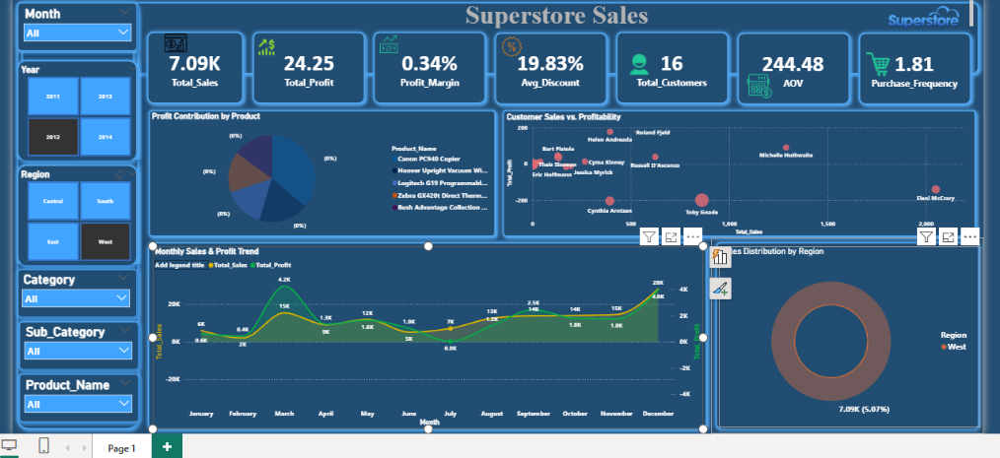 Superstore Sales
Superstore
Month
All
Year
2011
2013
2012
2014
Region
Central
South
East
West
Category
All
Sub_Category
All
Product_Name
All
7.09K
Total_Sales
24.25
Total_Profit
0.34%
Profit_Margin
19.83%
Avg_Discount
16
Total_Customers
244.48
AOV
1.81
Purchase_Frequency
Profit Contribution by Product
(0%)
(0%)
(0%)
(0%)
(0%)
Product_Name
Canon PC940 Copier
Hoover Upright Vacuum Wi...
Logitech G19 Programmabl...
Zebra GX420t Direct Therm...
Bush Advantage Collection ...
Customer Sales vs. Profitability
Total_Profit
200
0
-200
Roland Fjeld
Helen Andreada
Bart Pistole
Michelle Huthwaite
Thais Sissman
Cyma Kinney
Russell D'Ascenzo
Eric Hoffmann
Jessica Myrick
Cynthia Arntzen
Toby Gnade
Eleni McCrary
0
500
1,000
1,500
2,000
Total_Sales
Monthly Sales & Profit Trend
Add legend title
Total_Sales
Total_Profit
Total_Sales
20K
0K
-20K
6K
0.6K
0.4K
2K
4.2K
15K
1.3K
9K
12K
1.6K
1.0K
5K
7K
0.0K
13K
1.2K
2.5K
14K
14K
1.8K
15K
1.8K
28K
4.0K
4K
2K
0K
-2K
-4K
Total_Profit
January
February
March
April
May
June
July
August
September
October
November
December
Month
es Distribution by Region
Region
West
7.09K (5.07%)
Page 1